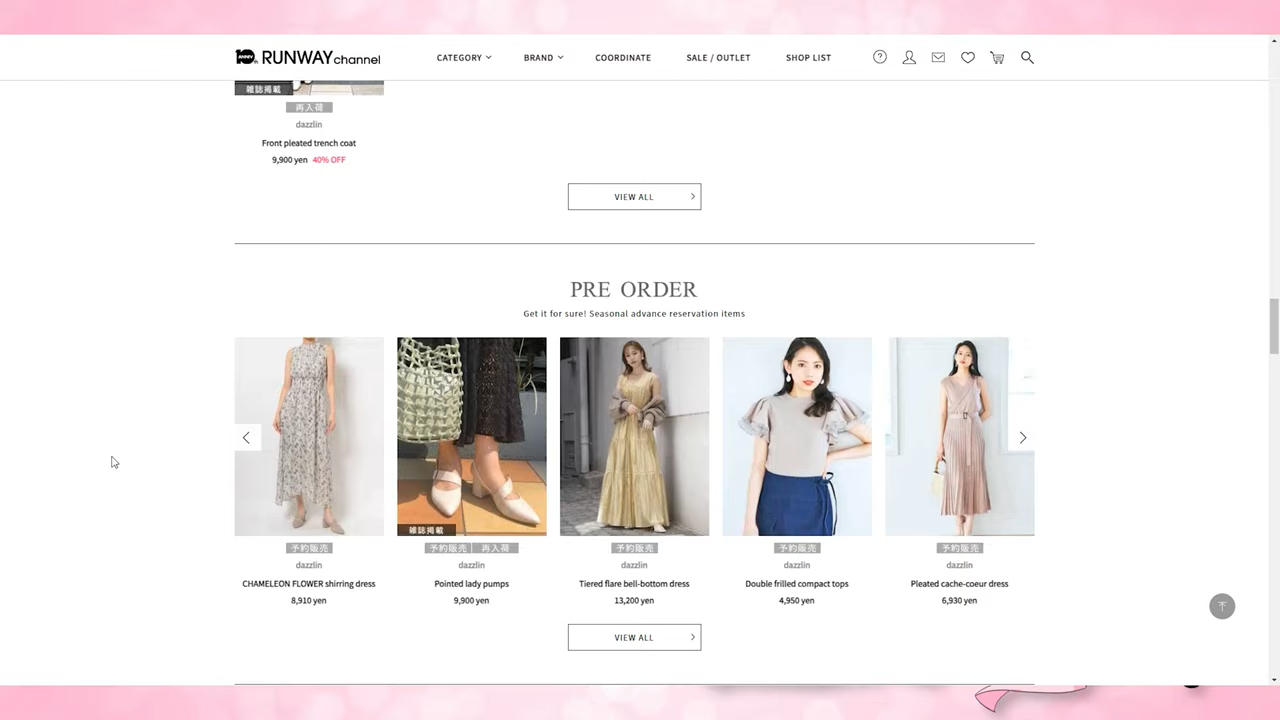 10th ANNIV. RUNWAY channel
CATEGORY
BRAND
COORDINATE
SALE / OUTLET
SHOP LIST
雑誌掲載
再入荷
dazzlin
Front pleated trench coat
9,900 yen 40% OFF
VIEW ALL
PRE ORDER
Get it for sure! Seasonal advance reservation items
雑誌掲載
予約販売
dazzlin
CHAMELEON FLOWER shirring dress
8,910 yen
予約販売 再入荷
dazzlin
Pointed lady pumps
9,900 yen
予約販売
dazzlin
Tiered flare bell-bottom dress
13,200 yen
予約販売
dazzlin
Double frilled compact tops
4,950 yen
予約販売
dazzlin
Pleated cache-coeur dress
6,930 yen
VIEW ALL